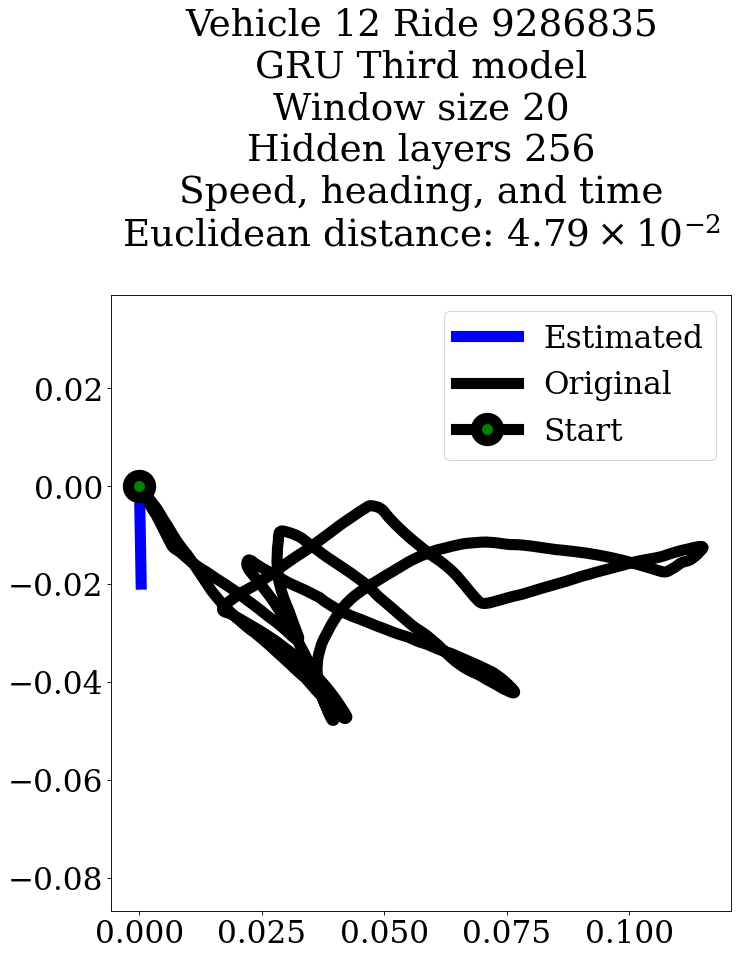 Vehicle 12 Ride 9286835
GRU Third model
Window size 20
Hidden layers 256
Speed, heading, and time
Euclidean distance: 4.79 × 10⁻²
Estimated
Original
Start
0.02
0.00
−0.02
−0.04
−0.06
−0.08
0.000 0.025 0.050 0.075 0.100